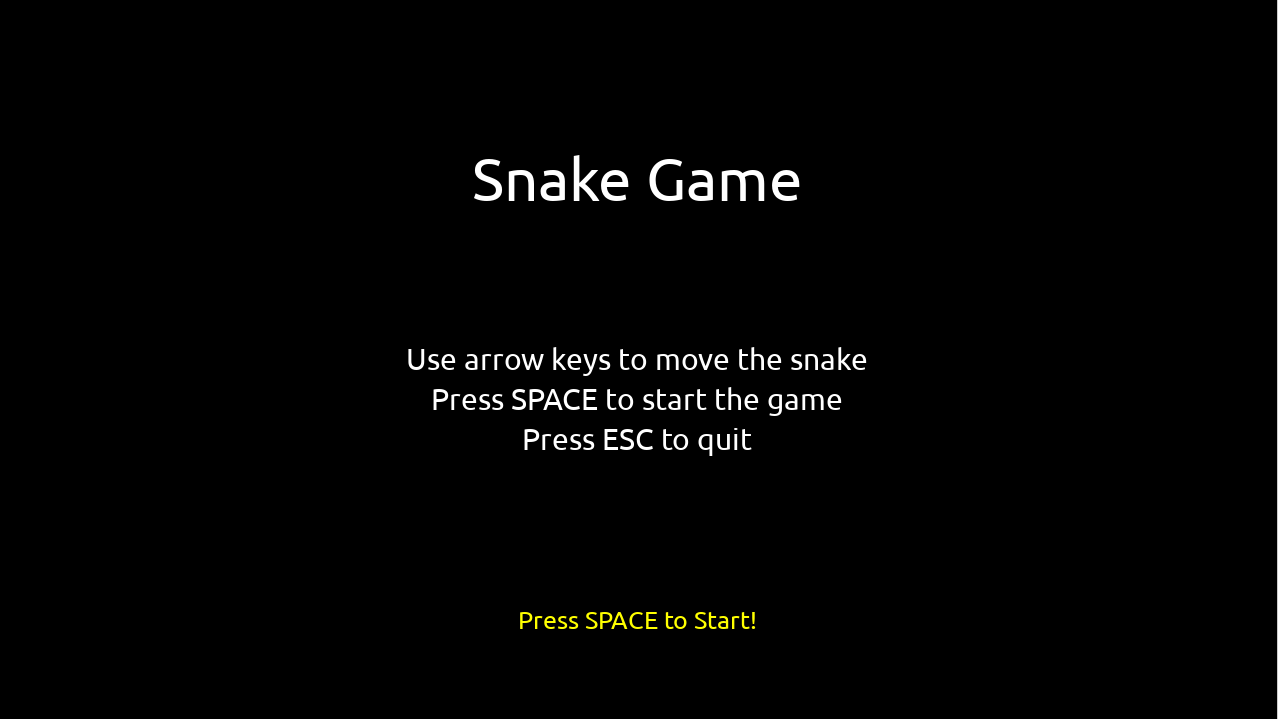 Snake Game
Use arrow keys to move the snake
Press SPACE to start the game
Press ESC to quit
Press SPACE to Start!